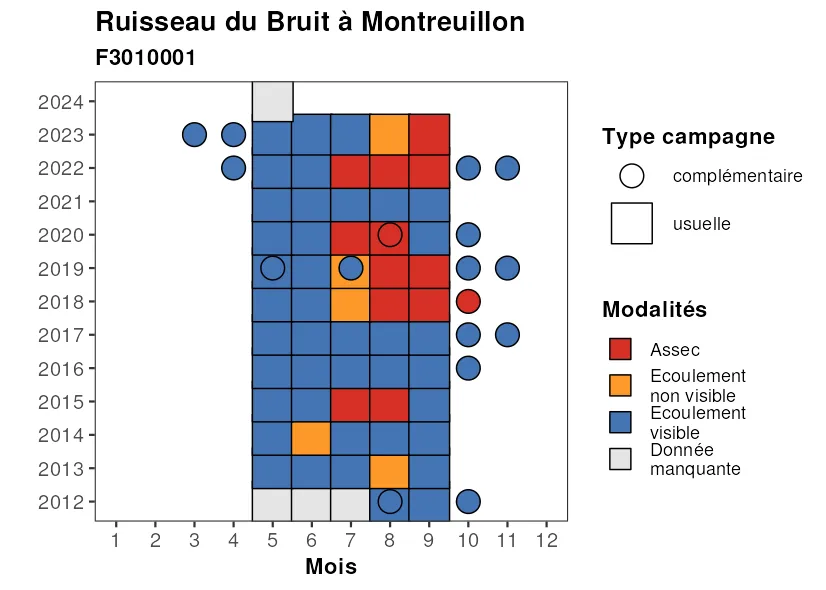 Ruisseau du Bruit à Montreuillon
F3010001
2024
2023
2022
2021
2020
2019
2018
2017
2016
2015
2014
2013
2012
1 2 3 4 5 6 7 8 9 10 11 12
Mois
Type campagne
complémentaire
usuelle
Modalités
Assec
Ecoulement
non visible
Ecoulement
visible
Donnée
manquante